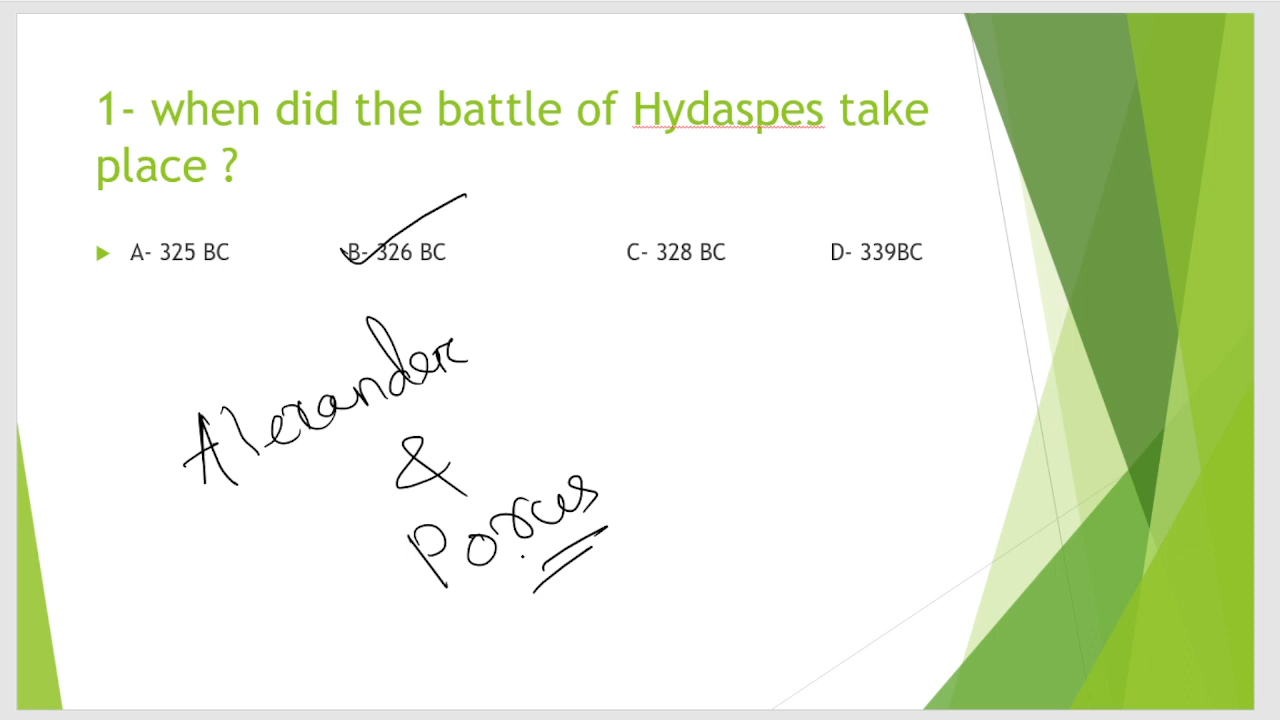 1- when did the battle of Hydaspes take
place ?
A- 325 BC B- 326 BC C- 328 BC D- 339BC
Alexander
&
Porus